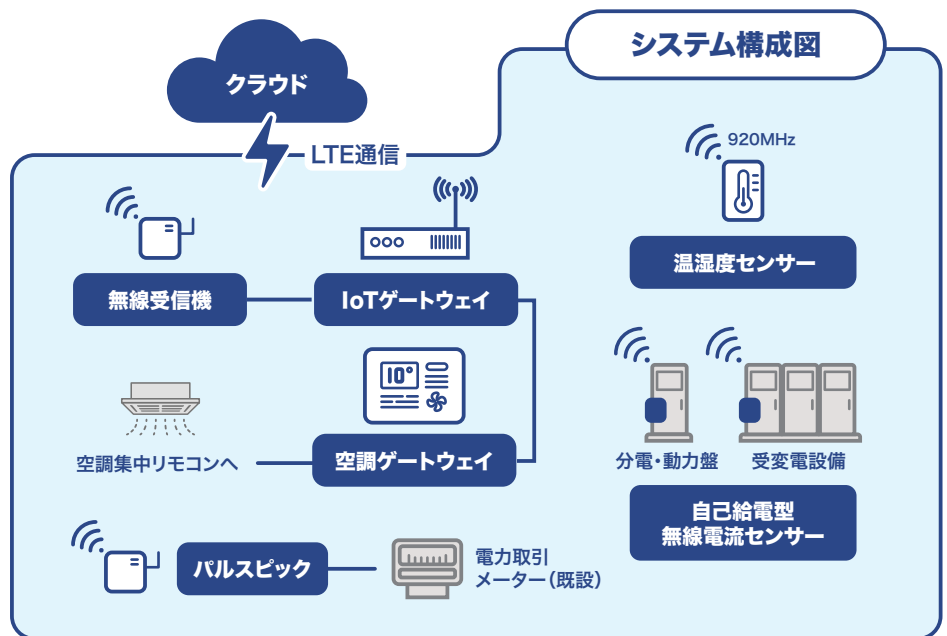 システム構成図
クラウド
LTE通信
920MHz
温湿度センサー
無線受信機
IoTゲートウェイ
10°
空調集中リモコンへ
空調ゲートウェイ
分電・動力盤
受変電設備
自己給電型
無線電流センサー
パルスピック
電力取引
メーター(既設)